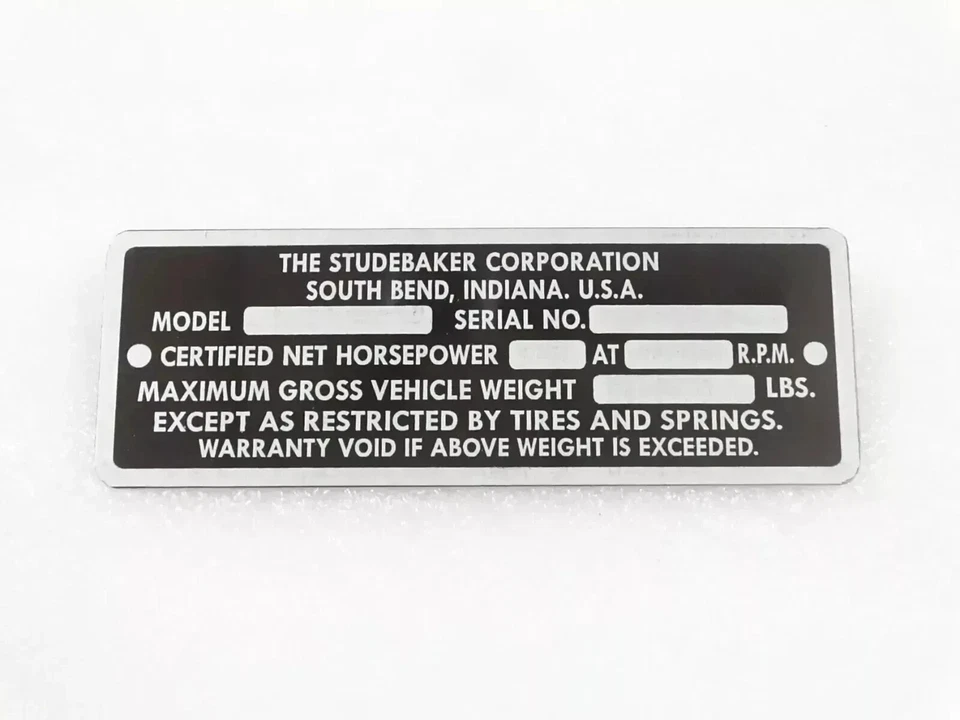 THE STUDEBAKER CORPORATION
SOUTH BEND, INDIANA. U.S.A.
MODEL SERIAL NO.
CERTIFIED NET HORSEPOWER AT R.P.M.
MAXIMUM GROSS VEHICLE WEIGHT LBS.
EXCEPT AS RESTRICTED BY TIRES AND SPRINGS.
WARRANTY VOID IF ABOVE WEIGHT IS EXCEEDED.